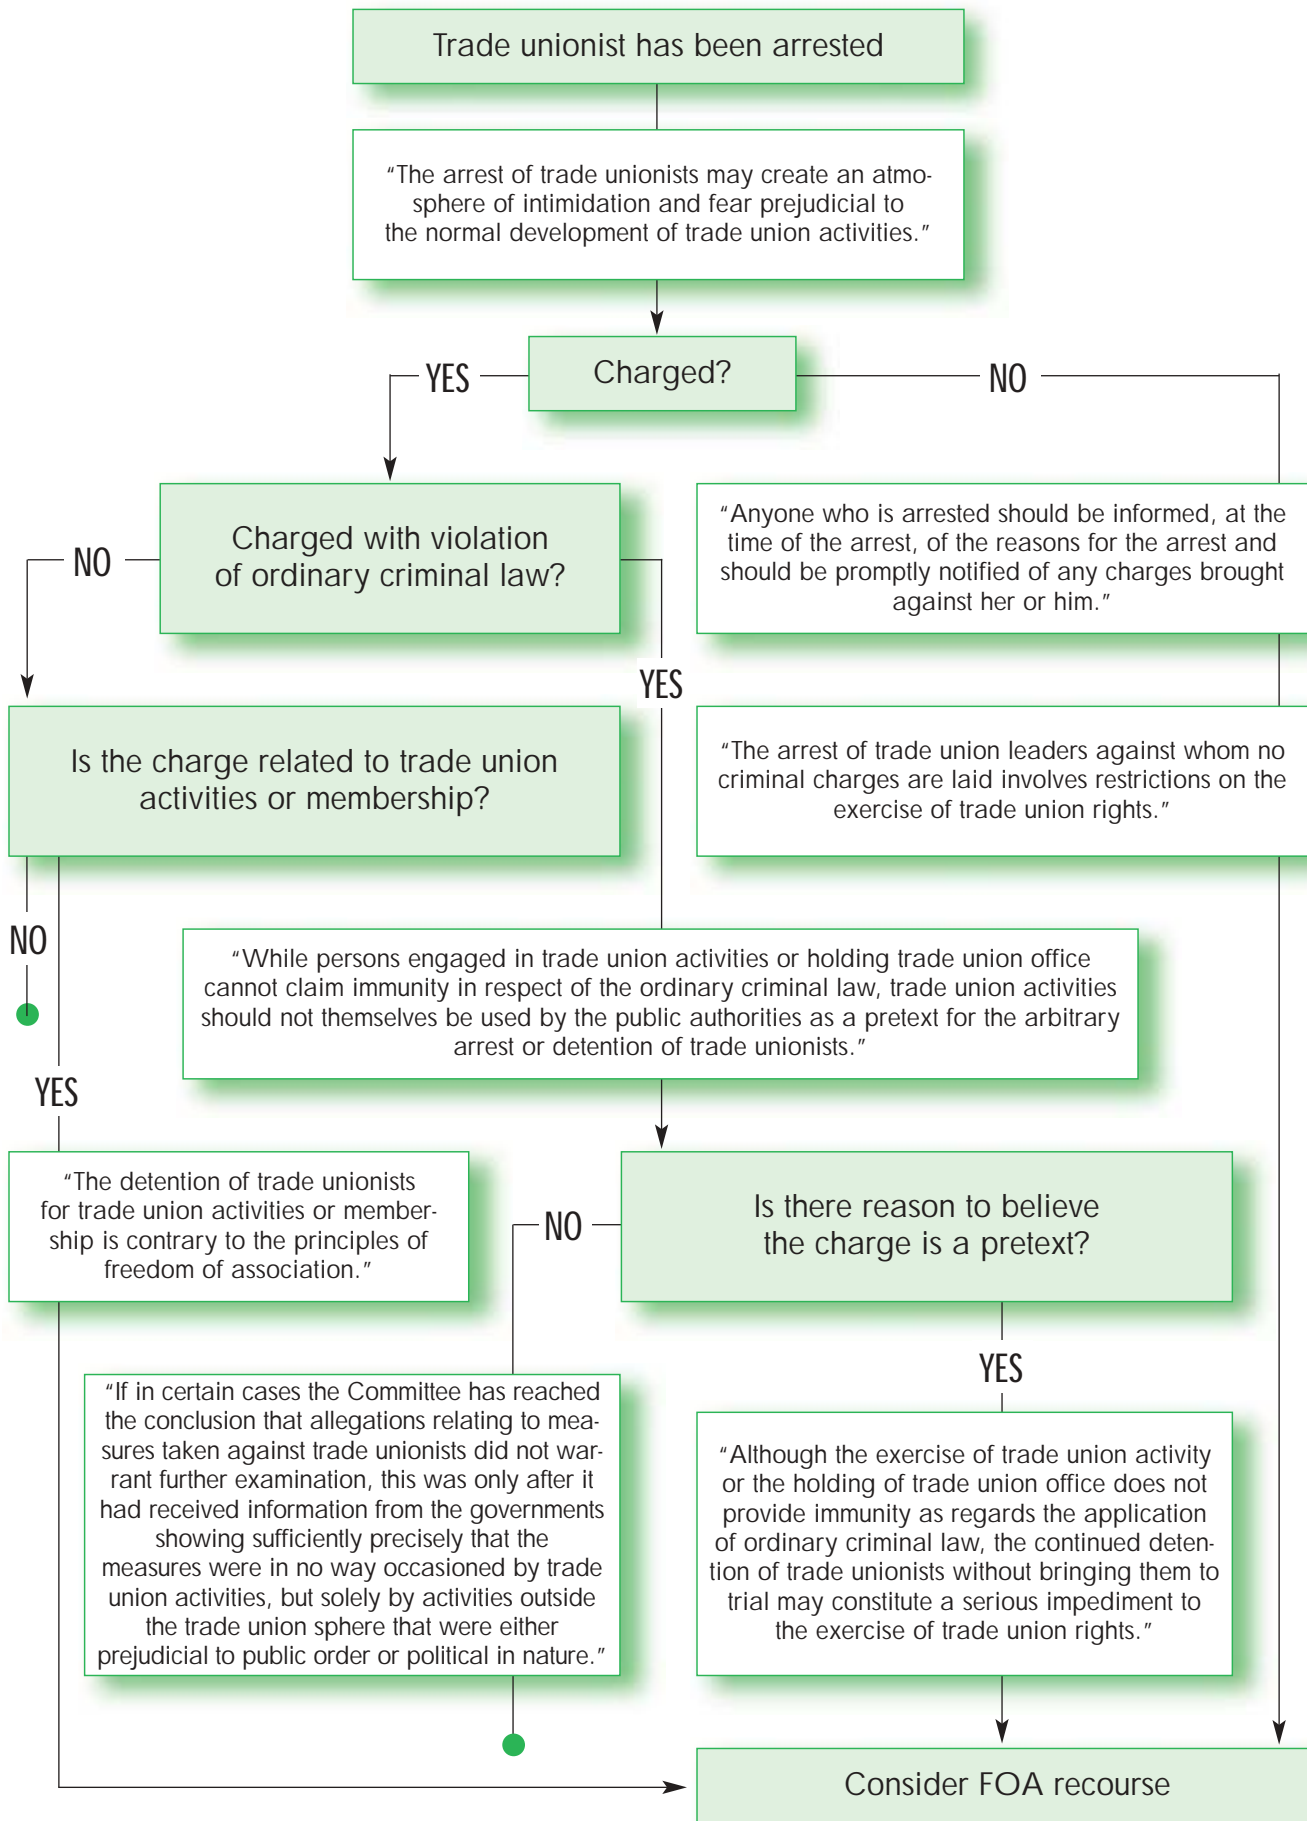 Trade unionist has been arrested
"The arrest of trade unionists may create an atmo-
sphere of intimidation and fear prejudicial to
the normal development of trade union activities."
Charged?
YES
NO
Charged with violation
of ordinary criminal law?
NO
YES
"Anyone who is arrested should be informed, at the
time of the arrest, of the reasons for the arrest and
should be promptly notified of any charges brought
against her or him."
Is the charge related to trade union
activities or membership?
"The arrest of trade union leaders against whom no
criminal charges are laid involves restrictions on the
exercise of trade union rights."
NO
YES
"While persons engaged in trade union activities or holding trade union office
cannot claim immunity in respect of the ordinary criminal law, trade union activities
should not themselves be used by the public authorities as a pretext for the arbitrary
arrest or detention of trade unionists."
"The detention of trade unionists
for trade union activities or member-
ship is contrary to the principles of
freedom of association."
Is there reason to believe
the charge is a pretext?
NO
YES
"If in certain cases the Committee has reached
the conclusion that allegations relating to mea-
sures taken against trade unionists did not war-
rant further examination, this was only after it
had received information from the governments
showing sufficiently precisely that the
measures were in no way occasioned by trade
union activities, but solely by activities outside
the trade union sphere that were either
prejudicial to public order or political in nature."
"Although the exercise of trade union activity
or the holding of trade union office does not
provide immunity as regards the application
of ordinary criminal law, the continued deten-
tion of trade unionists without bringing them to
trial may constitute a serious impediment to
the exercise of trade union rights."
Consider FOA recourse